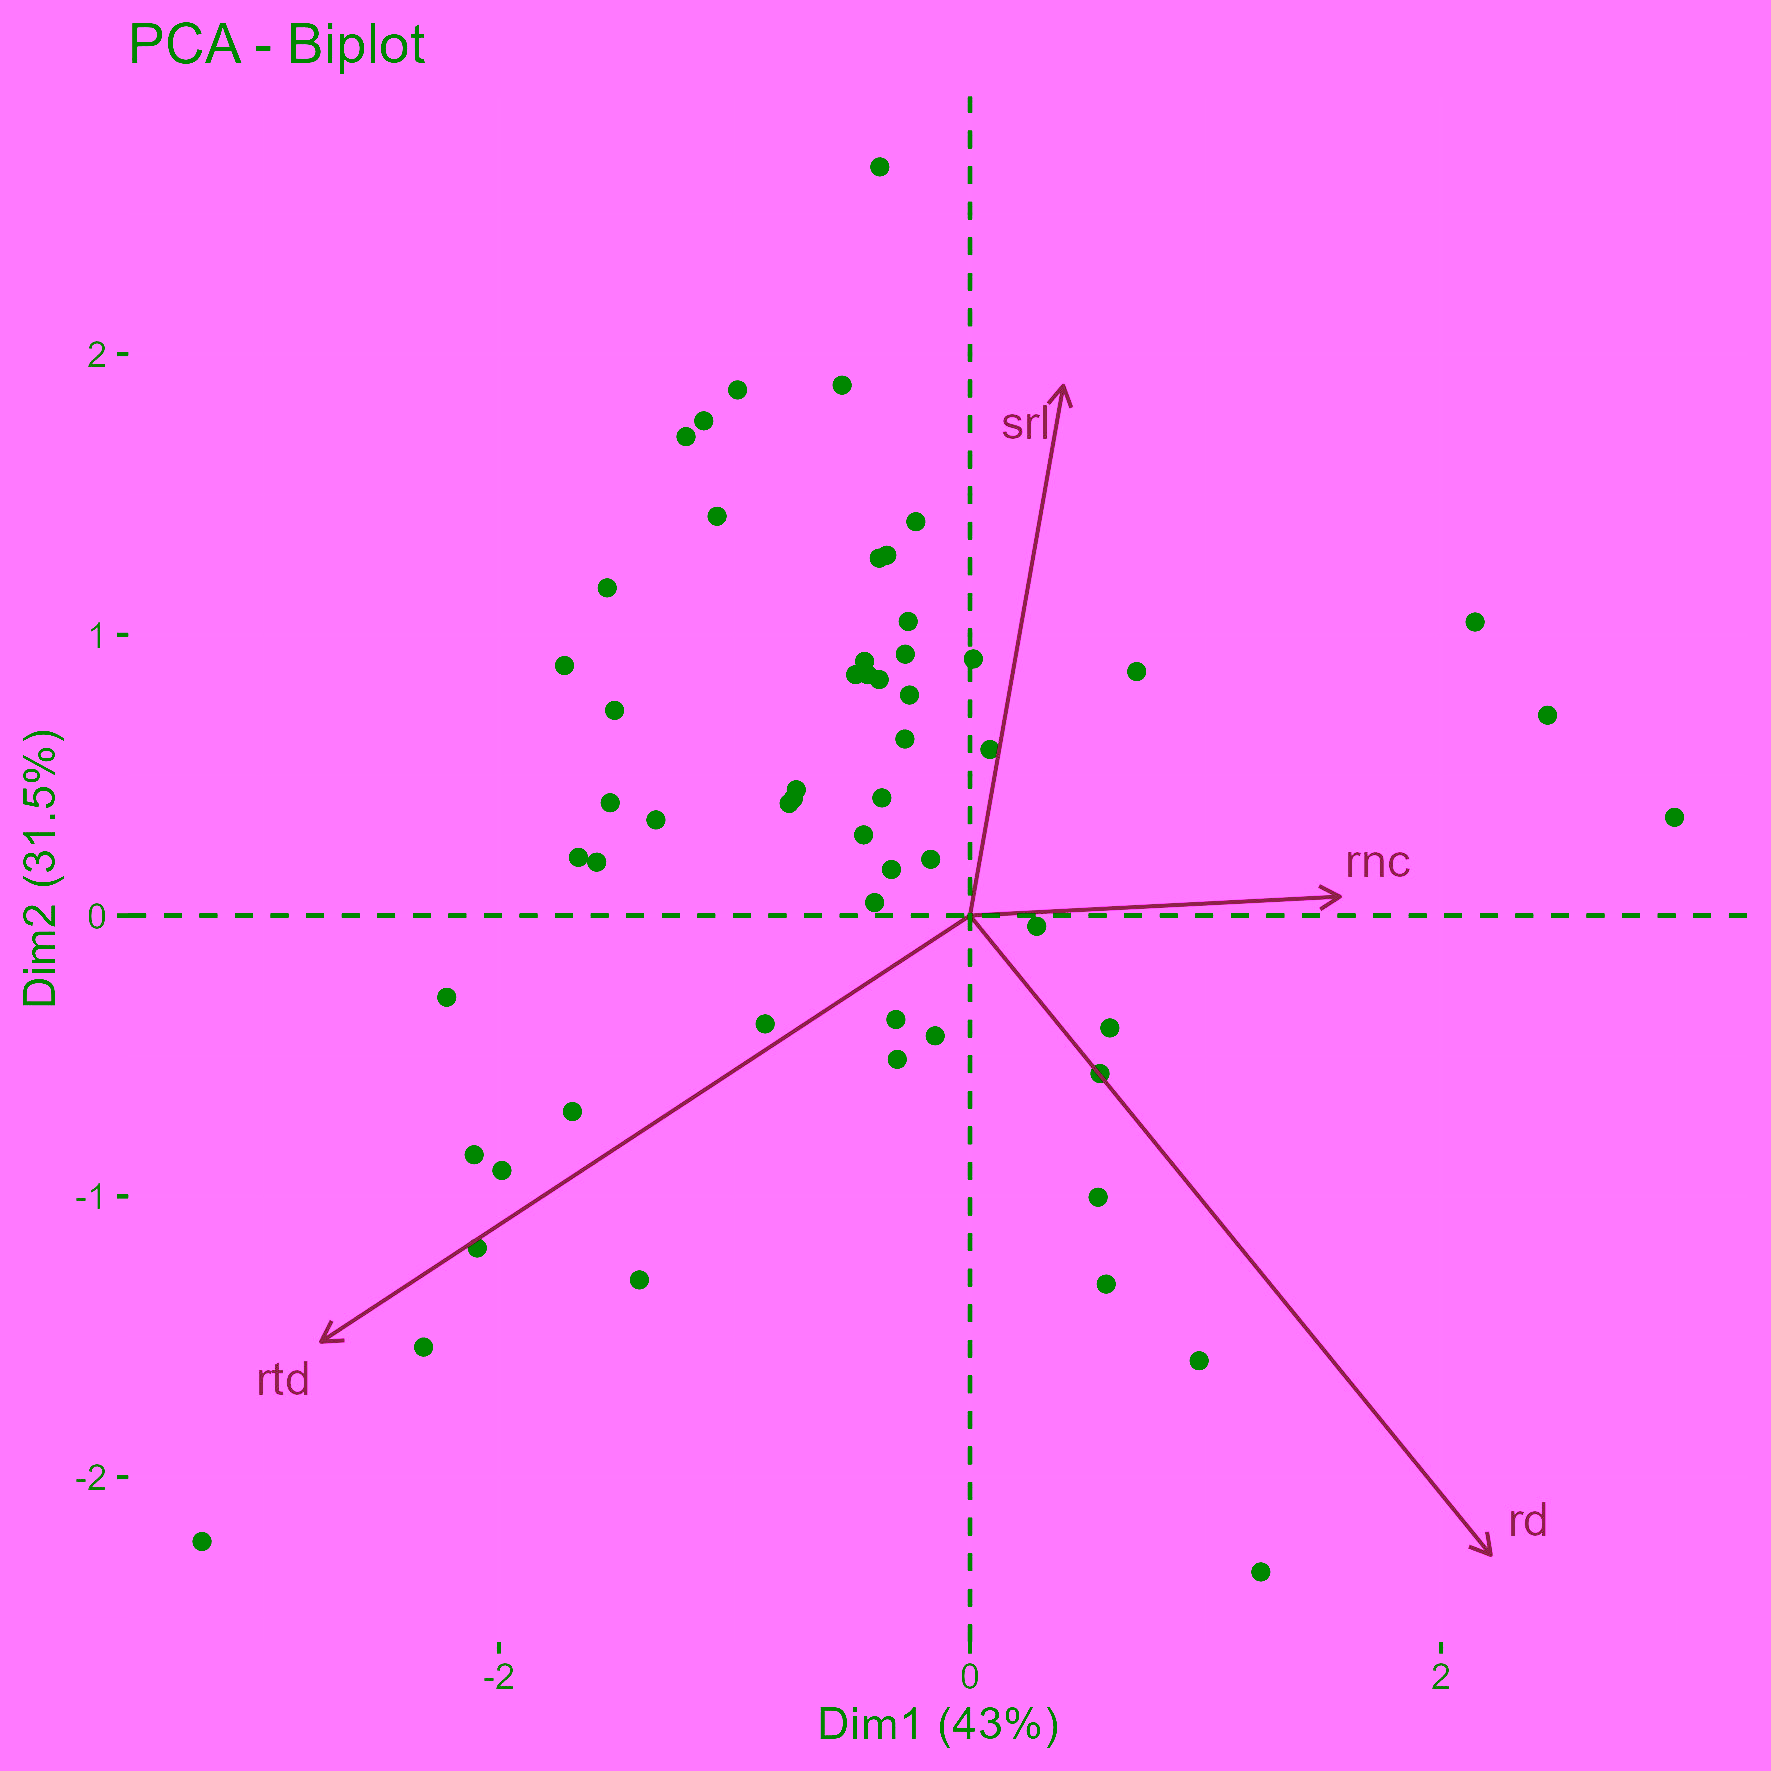 PCA - Biplot
2
srl
1
Dim2 (31.5%)
rnc
0
-1
rtd
-2
rd
-2
0
2
Dim1 (43%)